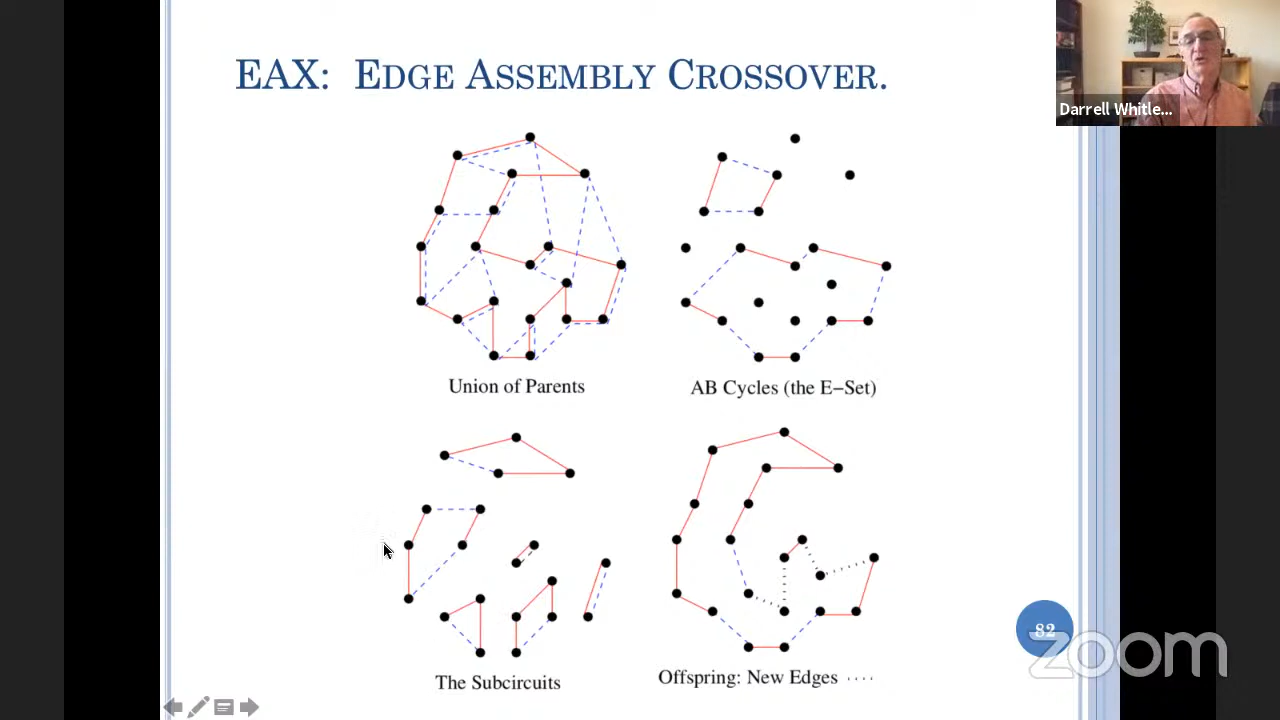 EAX: EDGE ASSEMBLY CROSSOVER.
Darrell Whitle...
Union of Parents
AB Cycles (the E−Set)
The Subcircuits
Offspring: New Edges ....
82
zoom